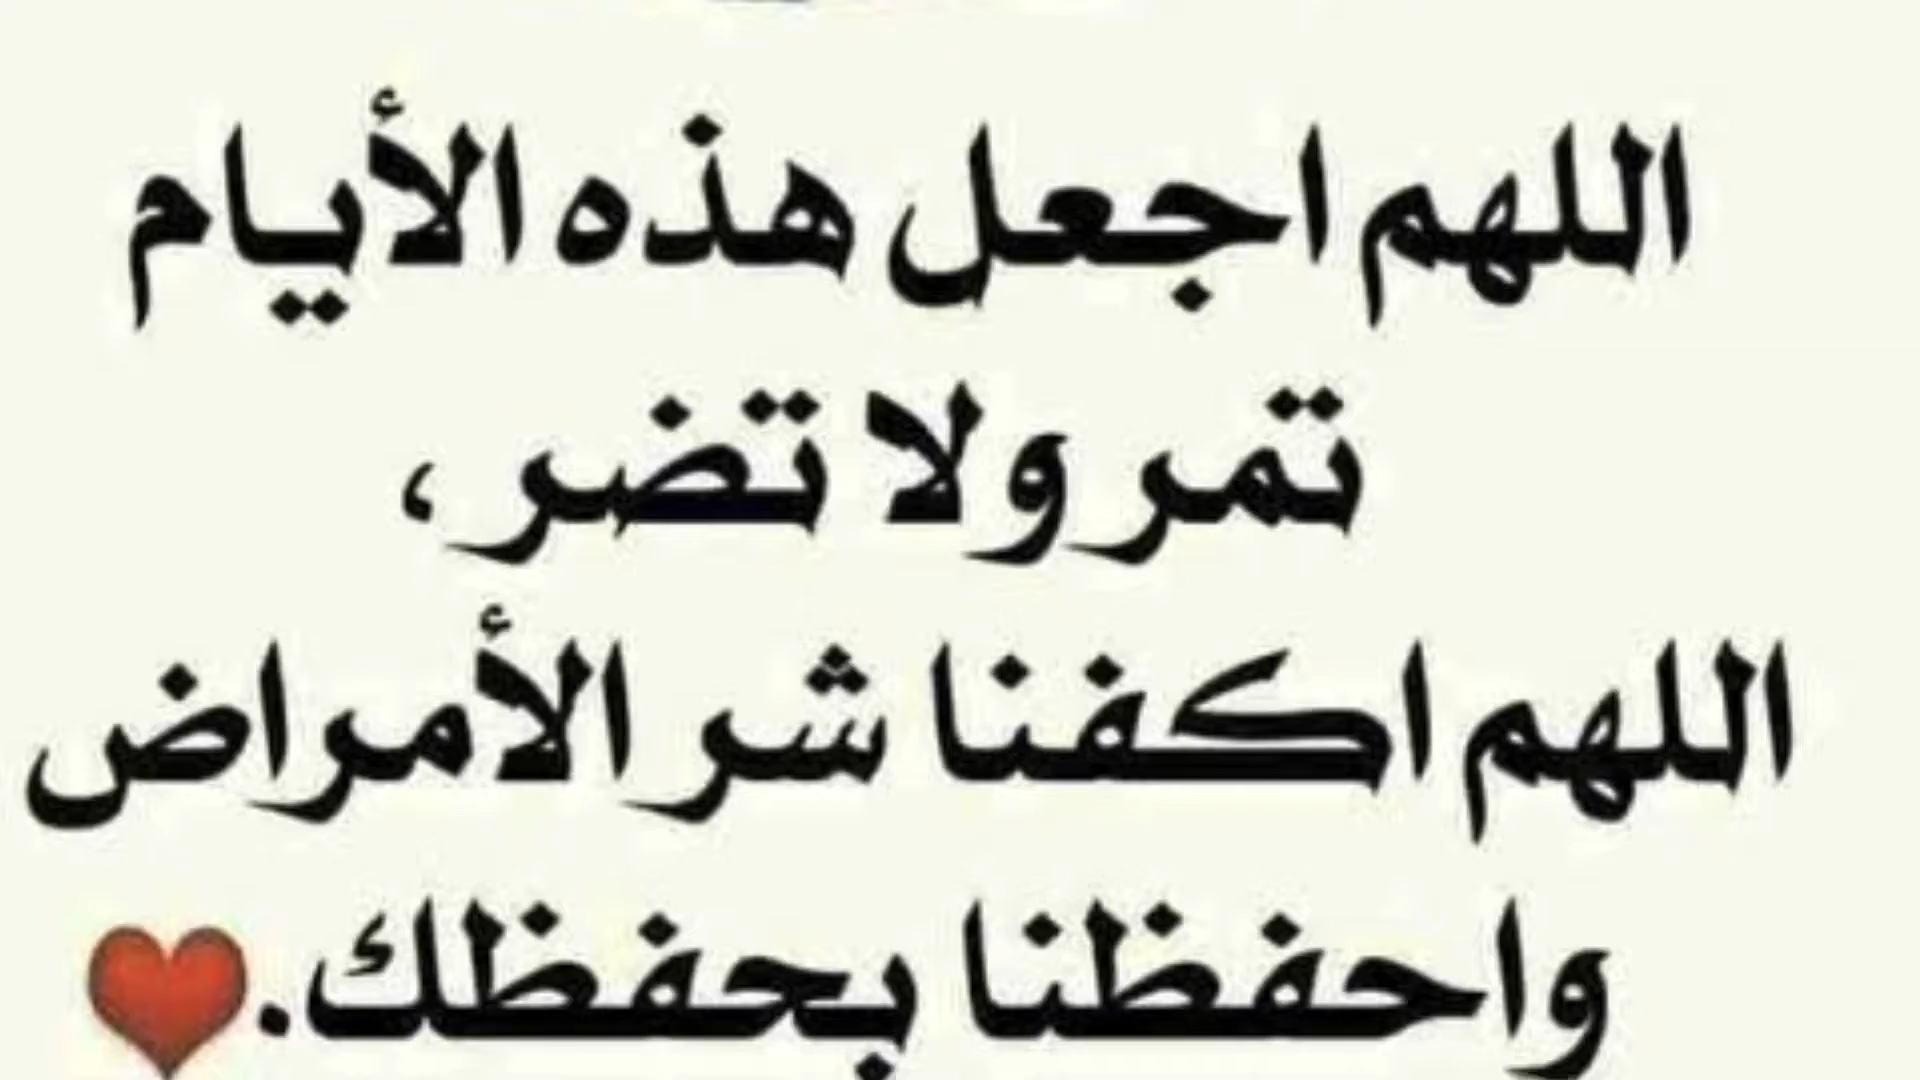 اللهم اجعل هذه الأيام
تمر ولا تضر،
اللهم اكفنا شر الأمراض
واحفظنا بحفظك.